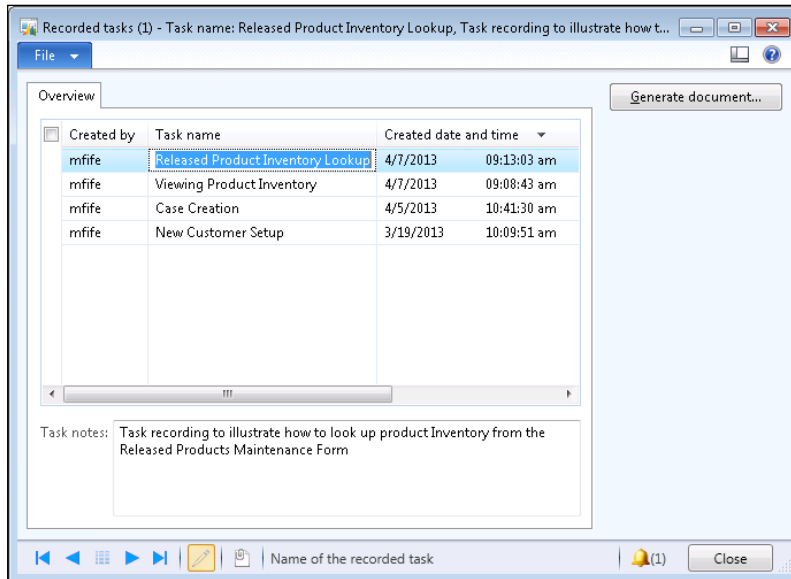 Recorded tasks (1) - Task name: Released Product Inventory Lookup, Task recording to illustrate how t...
File
Overview
Generate document...
Created by Task name Created date and time
mfife Released Product Inventory Lookup 4/7/2013 09:13:03 am
mfife Viewing Product Inventory 4/7/2013 09:08:43 am
mfife Case Creation 4/5/2013 10:41:30 am
mfife New Customer Setup 3/19/2013 10:09:51 am
Task notes: Task recording to illustrate how to look up product Inventory from the
Released Products Maintenance Form
Name of the recorded task (1) Close